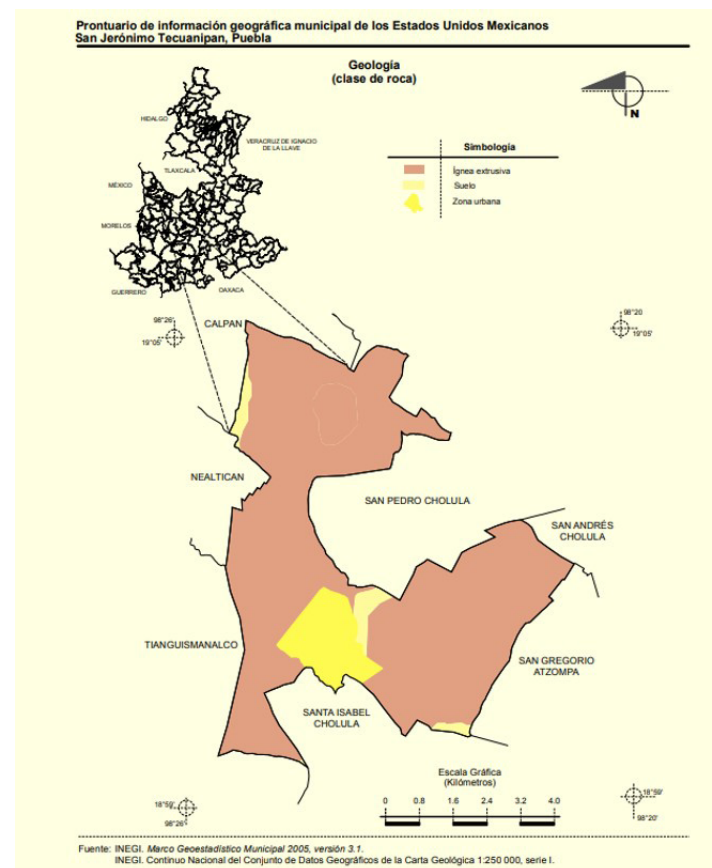 Prontuario de información geográfica municipal de los Estados Unidos Mexicanos
San Jerónimo Tecuanipan, Puebla
Geología
(clase de roca)
N
HIDALGO
VERACRUZ DE IGNACIO
DE LA LLAVE
TLAXCALA
MÉXICO
MORELOS
GUERRERO
OAXACA
Simbología
Ígnea extrusiva
Suelo
Zona urbana
98°26'
19°05'
CALPAN
98°20
19°05'
NEALTICAN
SAN PEDRO CHOLULA
SAN ANDRÉS
CHOLULA
TIANGUISMANALCO
SAN GREGORIO
ATZOMPA
SANTA ISABEL
CHOLULA
Escala Gráfica
(Kilómetros)
0 0.8 1.6 2.4 3.2 4.0
18°59'
98°26'
18°59'
98°20'
Fuente: INEGI. Marco Geoestadístico Municipal 2005, versión 3.1.
INEGI. Continuo Nacional del Conjunto de Datos Geográficos de la Carta Geológica 1:250 000, serie I.